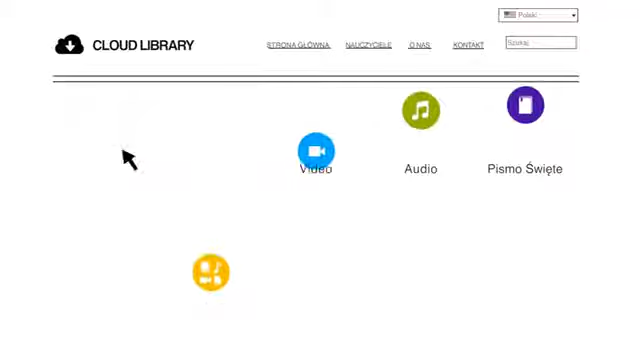 Polski
CLOUD LIBRARY
STRONA GŁÓWNA
NAUCZYCIELE
O NAS
KONTAKT
Szukaj
Video
Audio
Pismo Święte